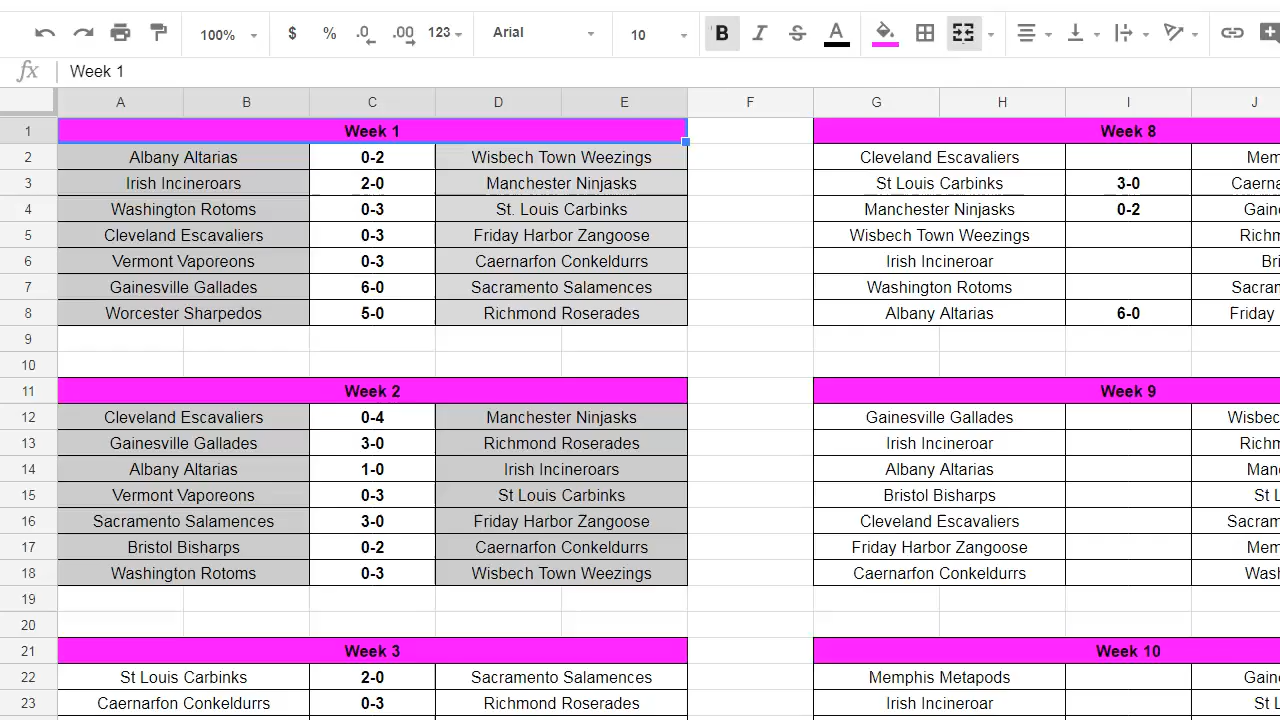 100% $ % .0 .00 123 Arial 10 B I S A
fx Week 1
A B C D E F G H I J
1 Week 1 Week 8
2 Albany Altarias 0-2 Wisbech Town Weezings Cleveland Escavaliers Mem
3 Irish Incineroars 2-0 Manchester Ninjasks St Louis Carbinks 3-0 Caerna
4 Washington Rotoms 0-3 St. Louis Carbinks Manchester Ninjasks 0-2 Gaine
5 Cleveland Escavaliers 0-3 Friday Harbor Zangoose Wisbech Town Weezings Richm
6 Vermont Vaporeons 0-3 Caernarfon Conkeldurrs Irish Incineroar Bri
7 Gainesville Gallades 6-0 Sacramento Salamences Washington Rotoms Sacran
8 Worcester Sharpedos 5-0 Richmond Roserades Albany Altarias 6-0 Friday
9
10
11 Week 2 Week 9
12 Cleveland Escavaliers 0-4 Manchester Ninjasks Gainesville Gallades Wisbec
13 Gainesville Gallades 3-0 Richmond Roserades Irish Incineroar Richm
14 Albany Altarias 1-0 Irish Incineroars Albany Altarias Man
15 Vermont Vaporeons 0-3 St Louis Carbinks Bristol Bisharps St L
16 Sacramento Salamences 3-0 Friday Harbor Zangoose Cleveland Escavaliers Sacram
17 Bristol Bisharps 0-2 Caernarfon Conkeldurrs Friday Harbor Zangoose Mem
18 Washington Rotoms 0-3 Wisbech Town Weezings Caernarfon Conkeldurrs Wash
19
20
21 Week 3 Week 10
22 St Louis Carbinks 2-0 Sacramento Salamences Memphis Metapods Gaine
23 Caernarfon Conkeldurrs 0-3 Richmond Roserades Irish Incineroar St L